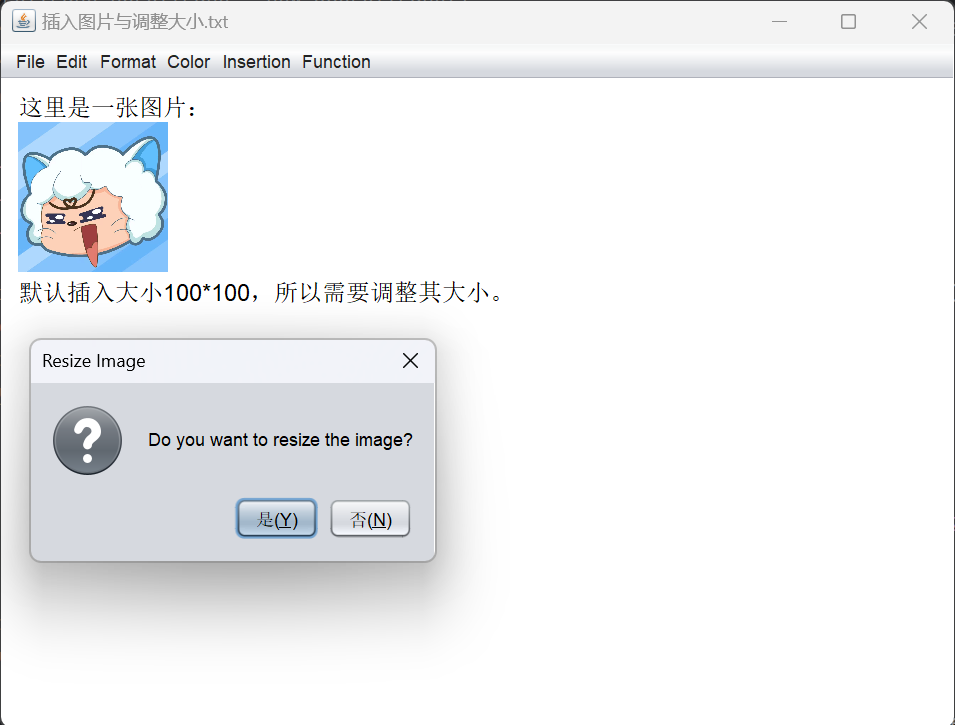 插入图片与调整大小.txt
File Edit Format Color Insertion Function
这里是一张图片：
默认插入大小100*100，所以需要调整其大小。
Resize Image
?
Do you want to resize the image?
是(Y) 否(N)